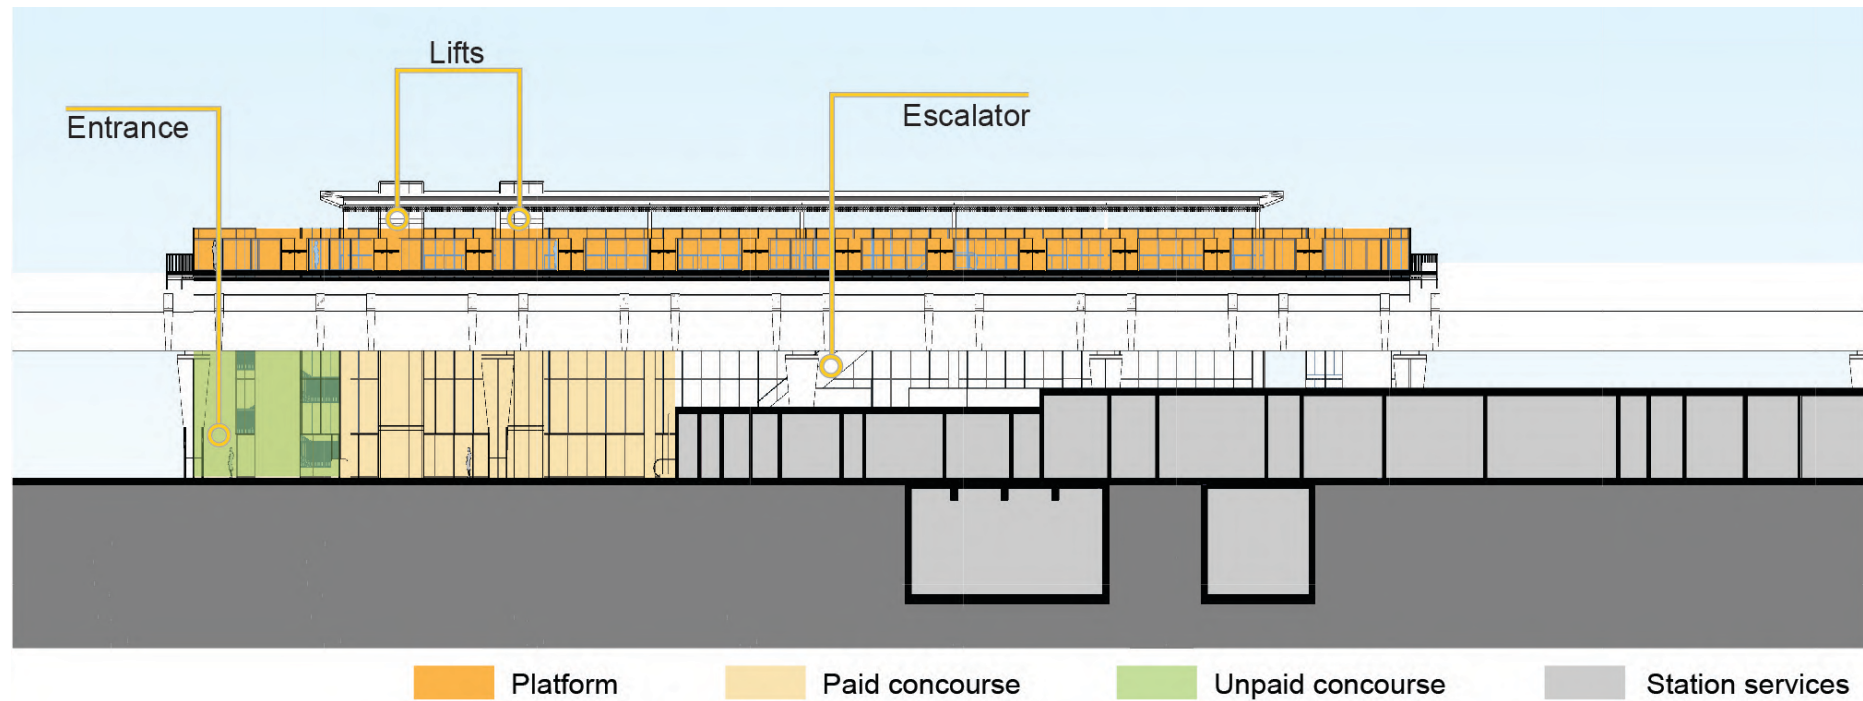 Lifts
Entrance
Escalator
Platform
Paid concourse
Unpaid concourse
Station services